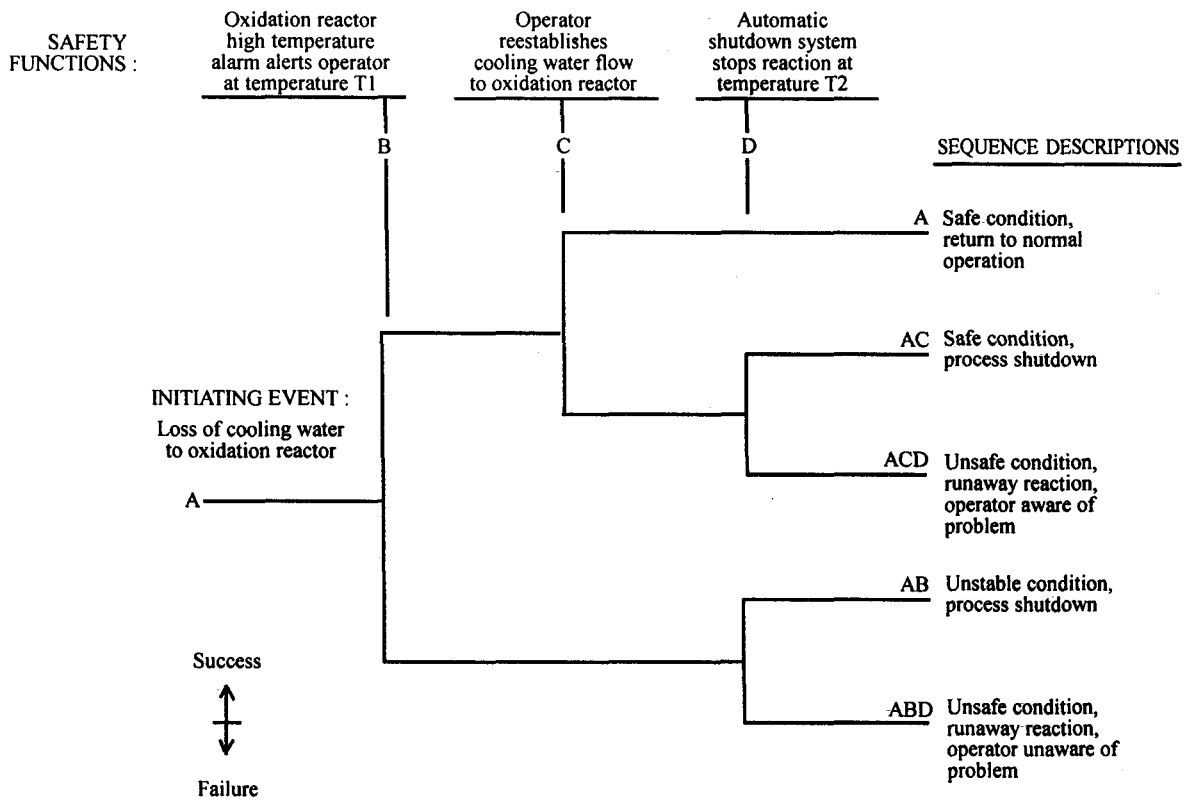 SAFETY
FUNCTIONS :
Oxidation reactor
high temperature
alarm alerts operator
at temperature T1
Operator
reestablishes
cooling water flow
to oxidation reactor
Automatic
shutdown system
stops reaction at
temperature T2
B
C
D
SEQUENCE DESCRIPTIONS
A Safe condition,
return to normal
operation
AC Safe condition,
process shutdown
INITIATING EVENT :
Loss of cooling water
to oxidation reactor
A
ACD Unsafe condition,
runaway reaction,
operator aware of
problem
AB Unstable condition,
process shutdown
Success
Failure
ABD Unsafe condition,
runaway reaction,
operator unaware of
problem